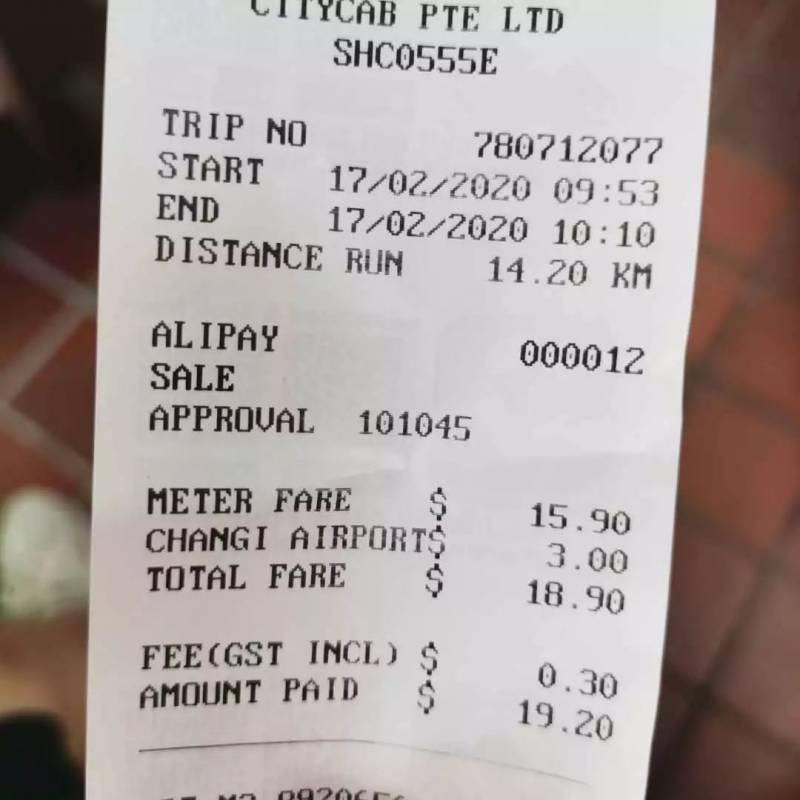 CITYCAB PTE LTD
SHC0555E
TRIP NO 780712077
START 17/02/2020 09:53
END 17/02/2020 10:10
DISTANCE RUN 14.20 KM
ALIPAY 000012
SALE
APPROVAL 101045
METER FARE $ 15.90
CHANGI AIRPORT$ 3.00
TOTAL FARE $ 18.90
FEE(GST INCL) $ 0.30
AMOUNT PAID $ 19.20